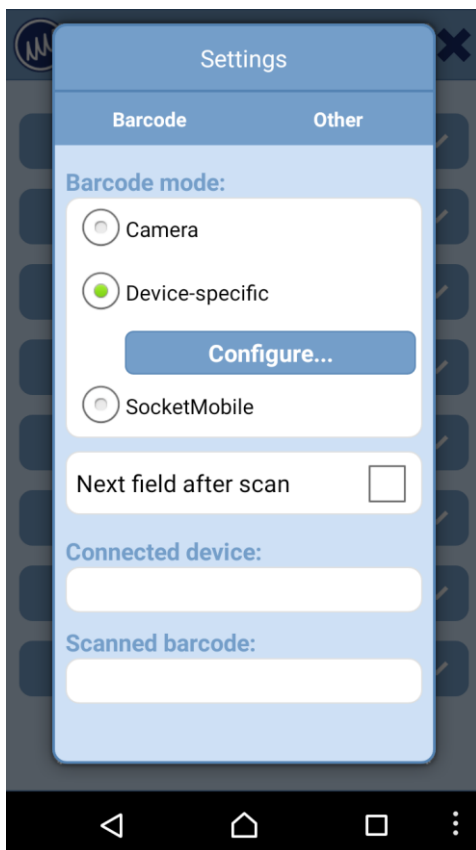 Settings
Barcode Other
Barcode mode:
Camera
Device-specific
Configure...
SocketMobile
Next field after scan
Connected device:
Scanned barcode: